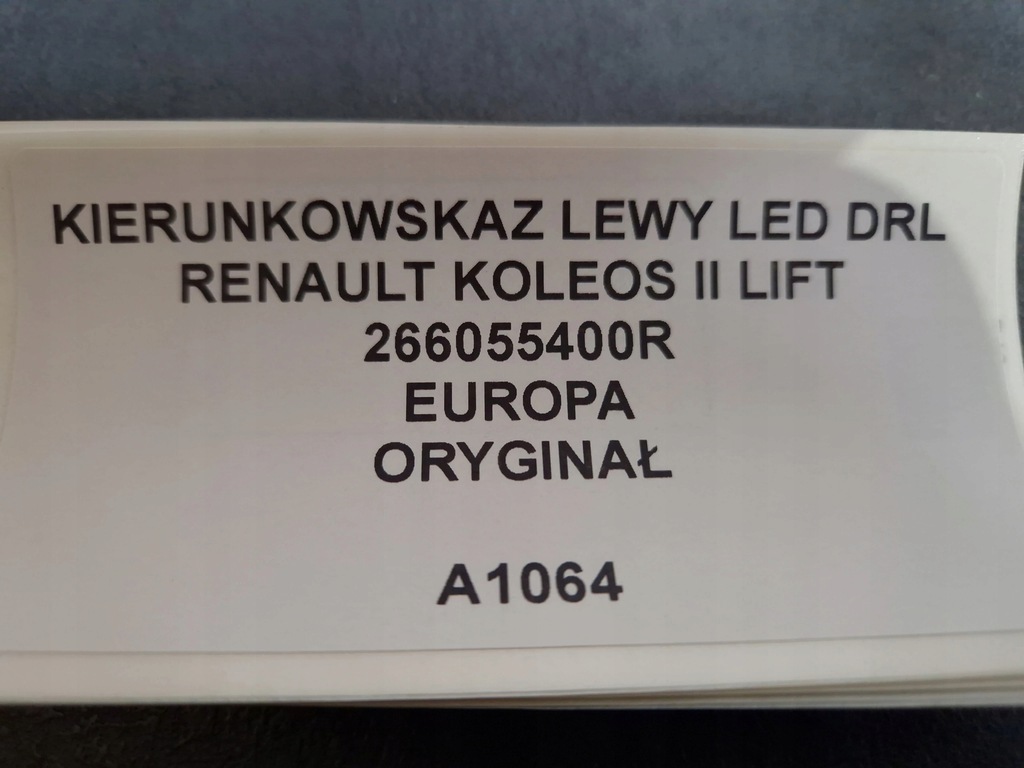 KIERUNKOWSKAZ LEWY LED DRL
RENAULT KOLEOS II LIFT
266055400R
EUROPA
ORYGINAŁ
A1064